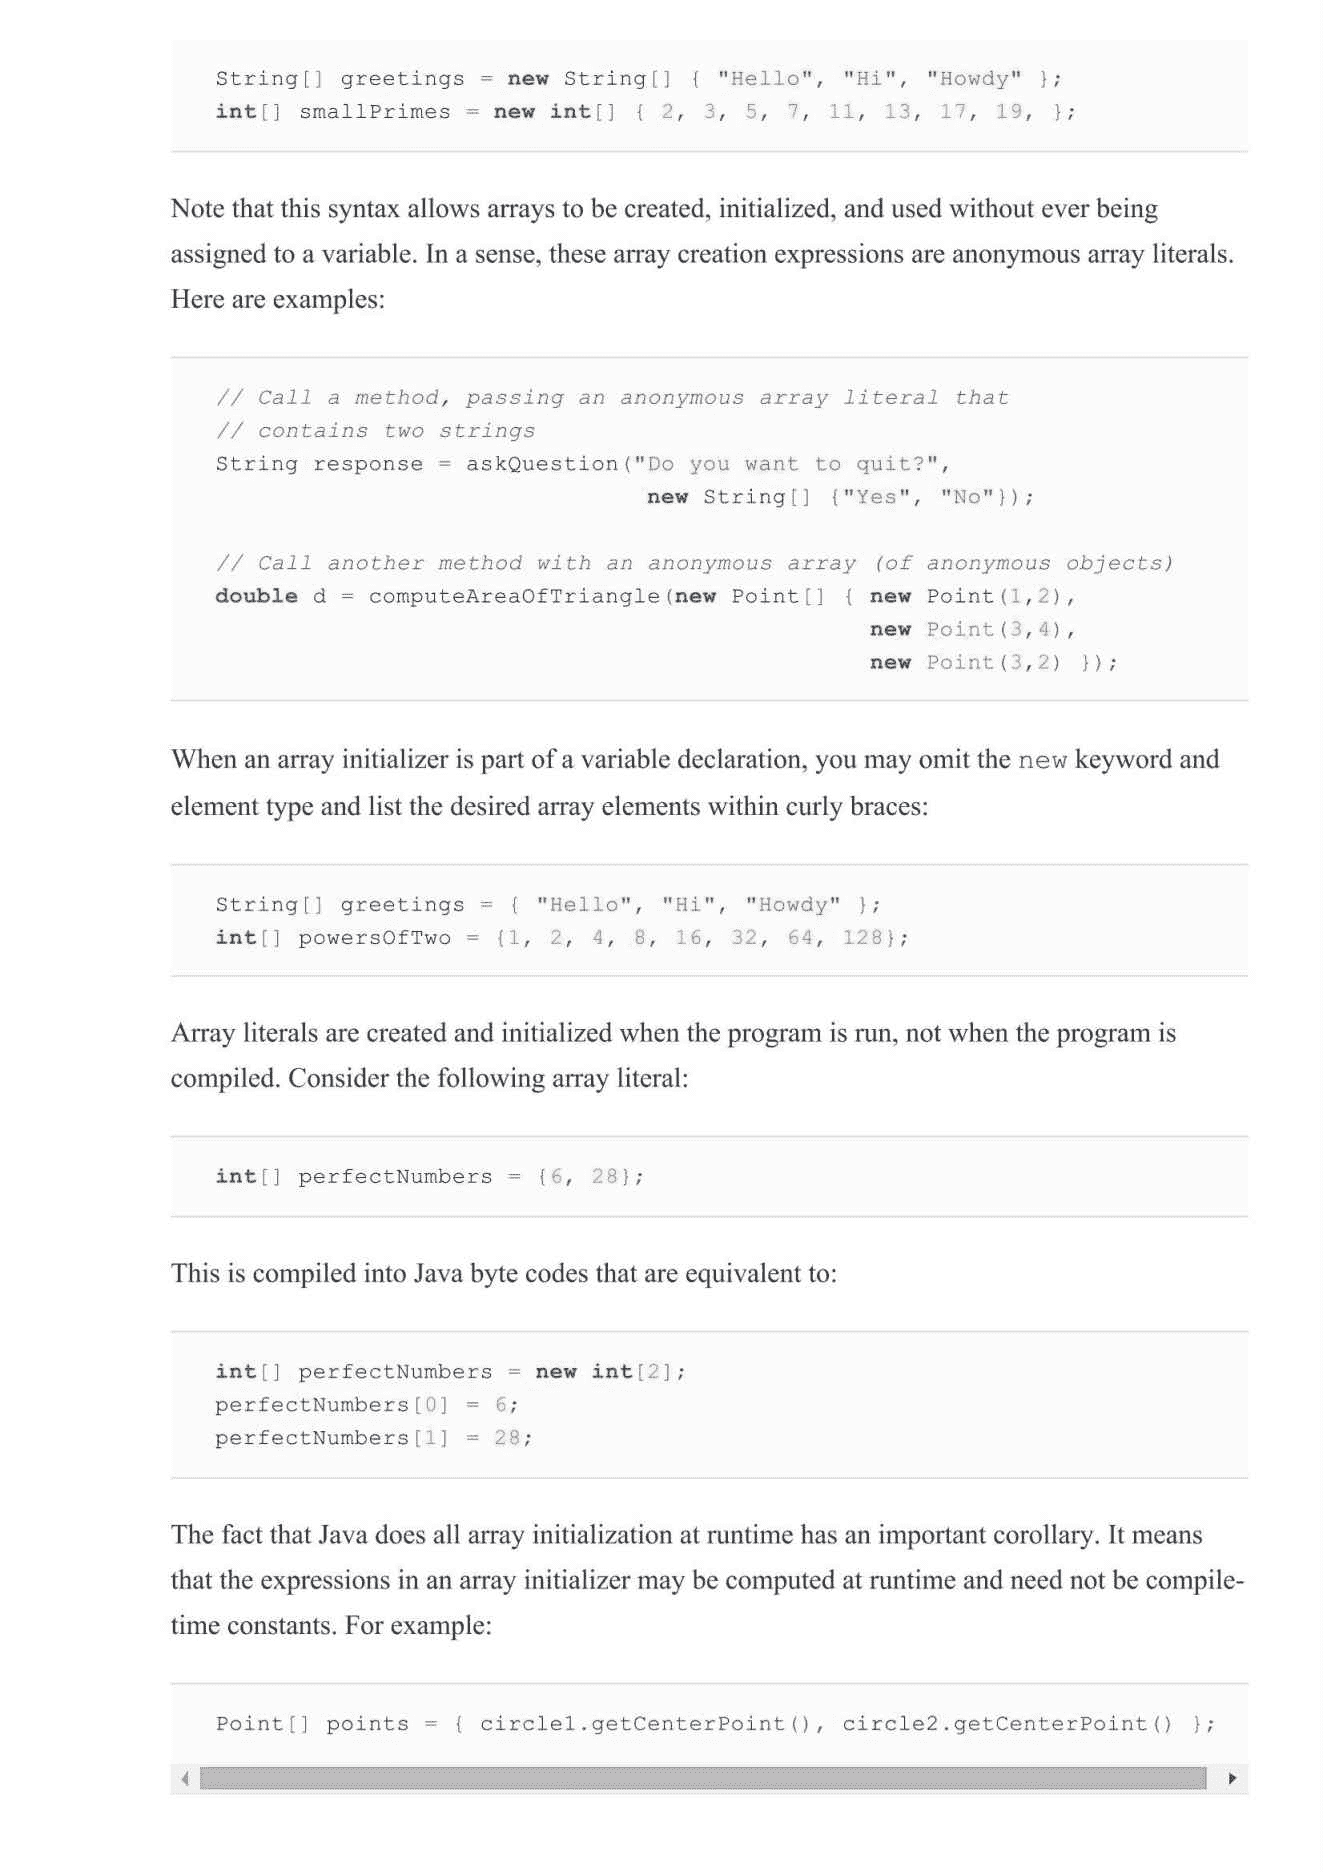 String[] greetings = new String[] { "Hello", "Hi", "Howdy" };
int[] smallPrimes = new int[] { 2, 3, 5, 7, 11, 13, 17, 19, };
Note that this syntax allows arrays to be created, initialized, and used without ever being
assigned to a variable. In a sense, these array creation expressions are anonymous array literals.
Here are examples:
// Call a method, passing an anonymous array literal that
// contains two strings
String response = askQuestion("Do you want to quit?",
                               new String[] {"Yes", "No"});
// Call another method with an anonymous array (of anonymous objects)
double d = computeAreaOfTriangle(new Point[] { new Point(1,2),
                                               new Point(3,4),
                                               new Point(3,2) });
When an array initializer is part of a variable declaration, you may omit the new keyword and
element type and list the desired array elements within curly braces:
String[] greetings = { "Hello", "Hi", "Howdy" };
int[] powersOfTwo = {1, 2, 4, 8, 16, 32, 64, 128};
Array literals are created and initialized when the program is run, not when the program is
compiled. Consider the following array literal:
int[] perfectNumbers = {6, 28};
This is compiled into Java byte codes that are equivalent to:
int[] perfectNumbers = new int[2];
perfectNumbers[0] = 6;
perfectNumbers[1] = 28;
The fact that Java does all array initialization at runtime has an important corollary. It means
that the expressions in an array initializer may be computed at runtime and need not be compile-
time constants. For example:
Point[] points = { circle1.getCenterPoint(), circle2.getCenterPoint() };